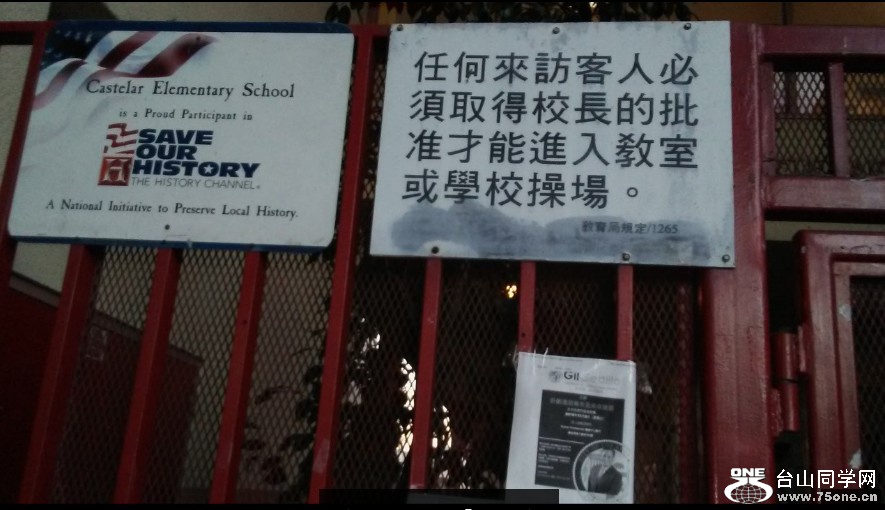 Castelar Elementary School
is a Proud Participant in
SAVE
OUR
HISTORY
THE HISTORY CHANNEL
A National Initiative to Preserve Local History.
任何來訪客人必
須取得校長的批
准才能進入教室
或學校操場。
教育局規定/1265
ONE
台山同学网
www.75one.cn